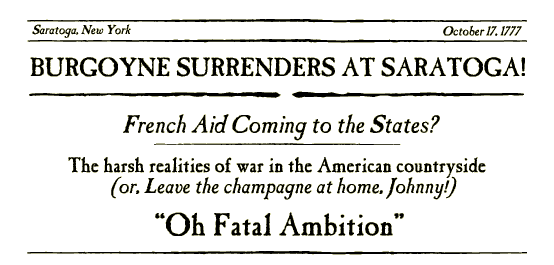 Saratoga, New York October 17, 1777
BURGOYNE SURRENDERS AT SARATOGA!
French Aid Coming to the States?
The harsh realities of war in the American countryside
(or, Leave the champagne at home, Johnny!)
“Oh Fatal Ambition”